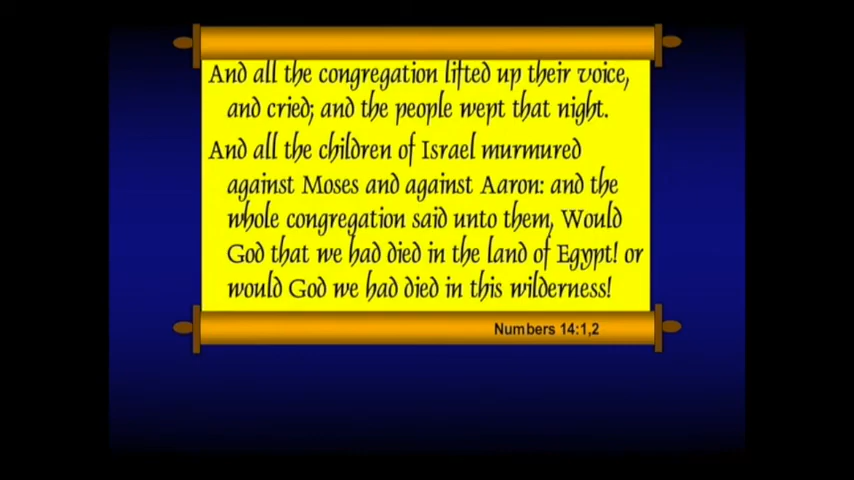 And all the congregation lifted up their voice,
and cried; and the people wept that night.
And all the children of Israel murmured
against Moses and against Aaron: and the
whole congregation said unto them, Would
God that we had died in the land of Egypt! or
would God we had died in this wilderness!
Numbers 14:1,2